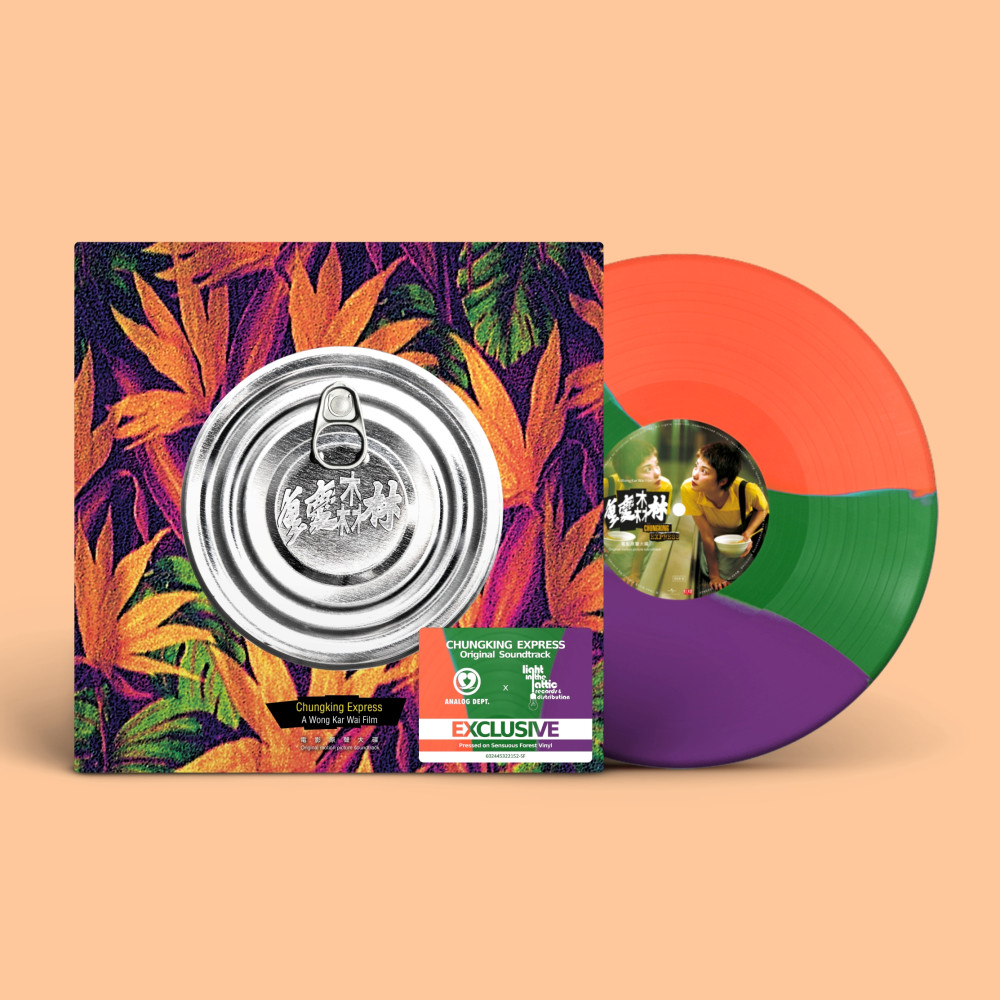 重慶森林
Chungking Express
A Wong Kar Wai Film
電影原聲大碟
Original motion picture soundtrack
CHUNGKING EXPRESS
Original Soundtrack
ANALOG DEPT.
x
light
in the
attic
records &
distribution
EXCLUSIVE
Pressed on Sensuous Forest Vinyl
重慶森林
CHUNGKING
EXPRESS